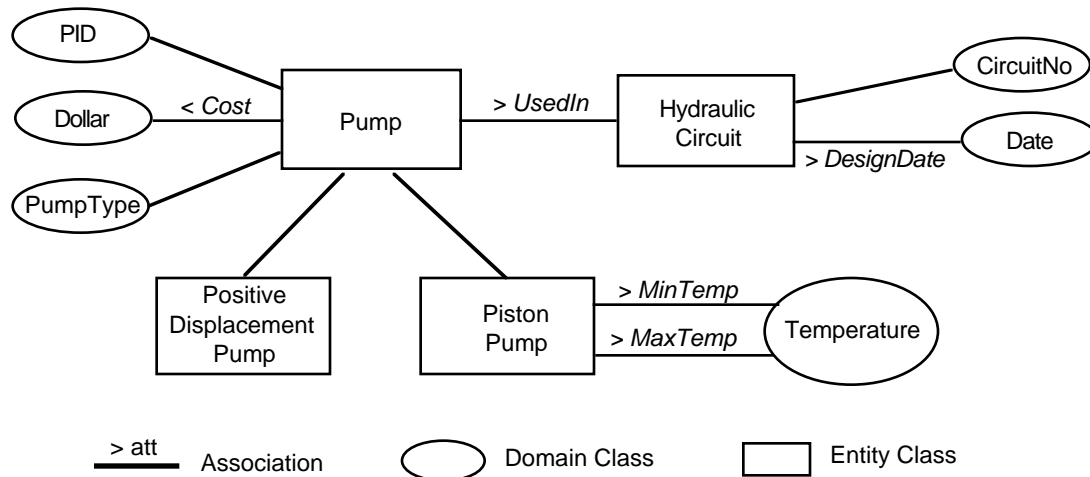 PID
CircuitNo
< Cost
> UsedIn
Dollar
Pump
Hydraulic
Circuit
Date
> DesignDate
PumpType
Positive
Displacement
Pump
Piston
Pump
> MinTemp
> MaxTemp
Temperature
> att
Association
Domain Class
Entity Class